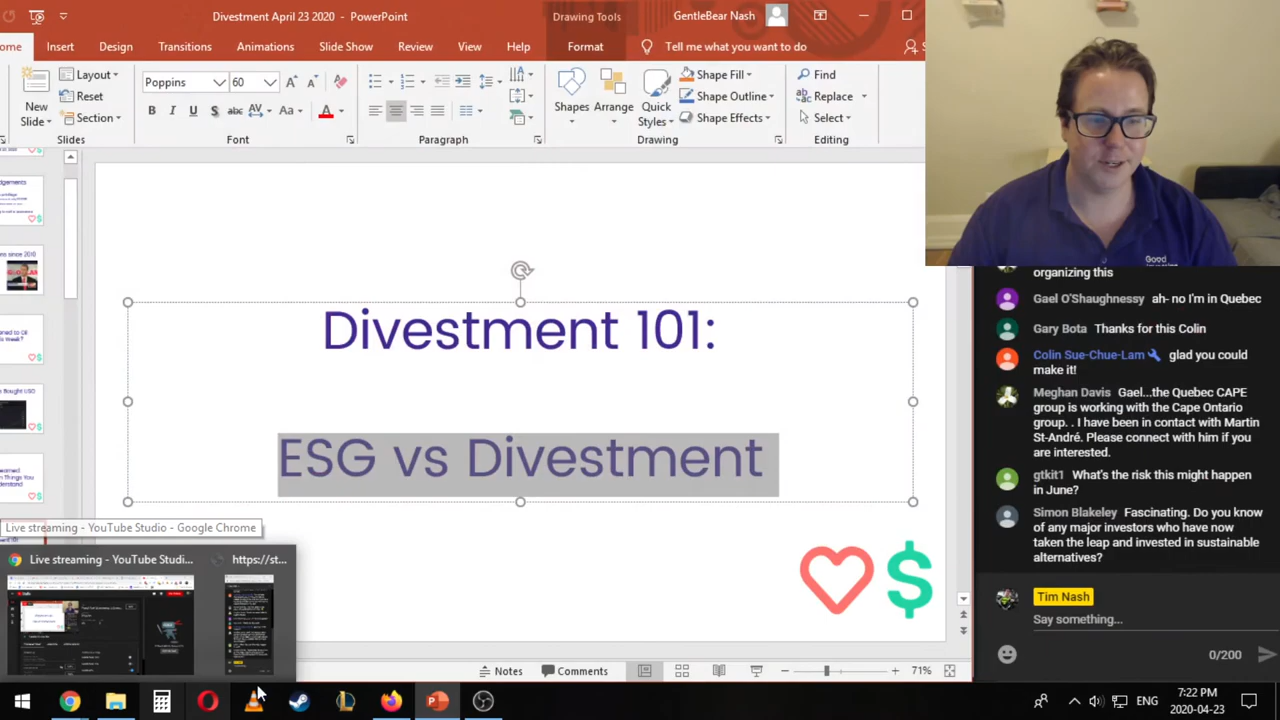 Divestment April 23 2020 - PowerPoint
Drawing Tools
GentleBear Nash
ome
Insert
Design
Transitions
Animations
Slide Show
Review
View
Help
Format
Tell me what you want to do
S
New
Slide
Layout
Reset
Section
Slides
Poppins
60
B I U S abc AV Aa A
Font
Paragraph
Shapes
Arrange
Quick
Styles
Shape Fill
Shape Outline
Shape Effects
Drawing
Find
Replace
Select
Editing
Divestment 101:
ESG vs Divestment
Good
organizing this
Gael O'Shaughnessy ah- no I'm in Quebec
Gary Bota Thanks for this Colin
Colin Sue-Chue-Lam glad you could
make it!
Meghan Davis Gael...the Quebec CAPE
group is working with the Cape Ontario
group. . I have been in contact with Martin
St-André. Please connect with him if you
are interested.
gtkit1 What's the risk this might happen
in June?
Simon Blakeley Fascinating. Do you know
of any major investors who have now
taken the leap and invested in sustainable
alternatives?
Tim Nash
Say something...
0/200
Live streaming - YouTube Studio - Google Chrome
Live streaming - YouTube Studi...
https://st...
Notes
Comments
71%
ENG
7:22 PM
2020-04-23